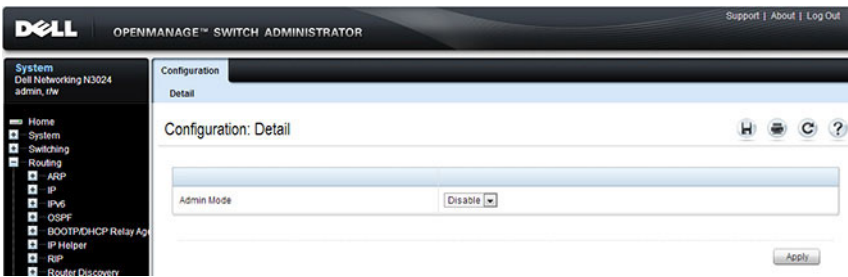 Support | About | Log Out
DELL
OPENMANAGE™ SWITCH ADMINISTRATOR
System
Dell Networking N3024
admin, r/w
Home
System
Switching
Routing
ARP
IP
IPv6
OSPF
BOOTP/DHCP Relay Age
IP Helper
RIP
Router Discovery
Configuration
Detail
Configuration: Detail
Admin Mode
Disable
Apply